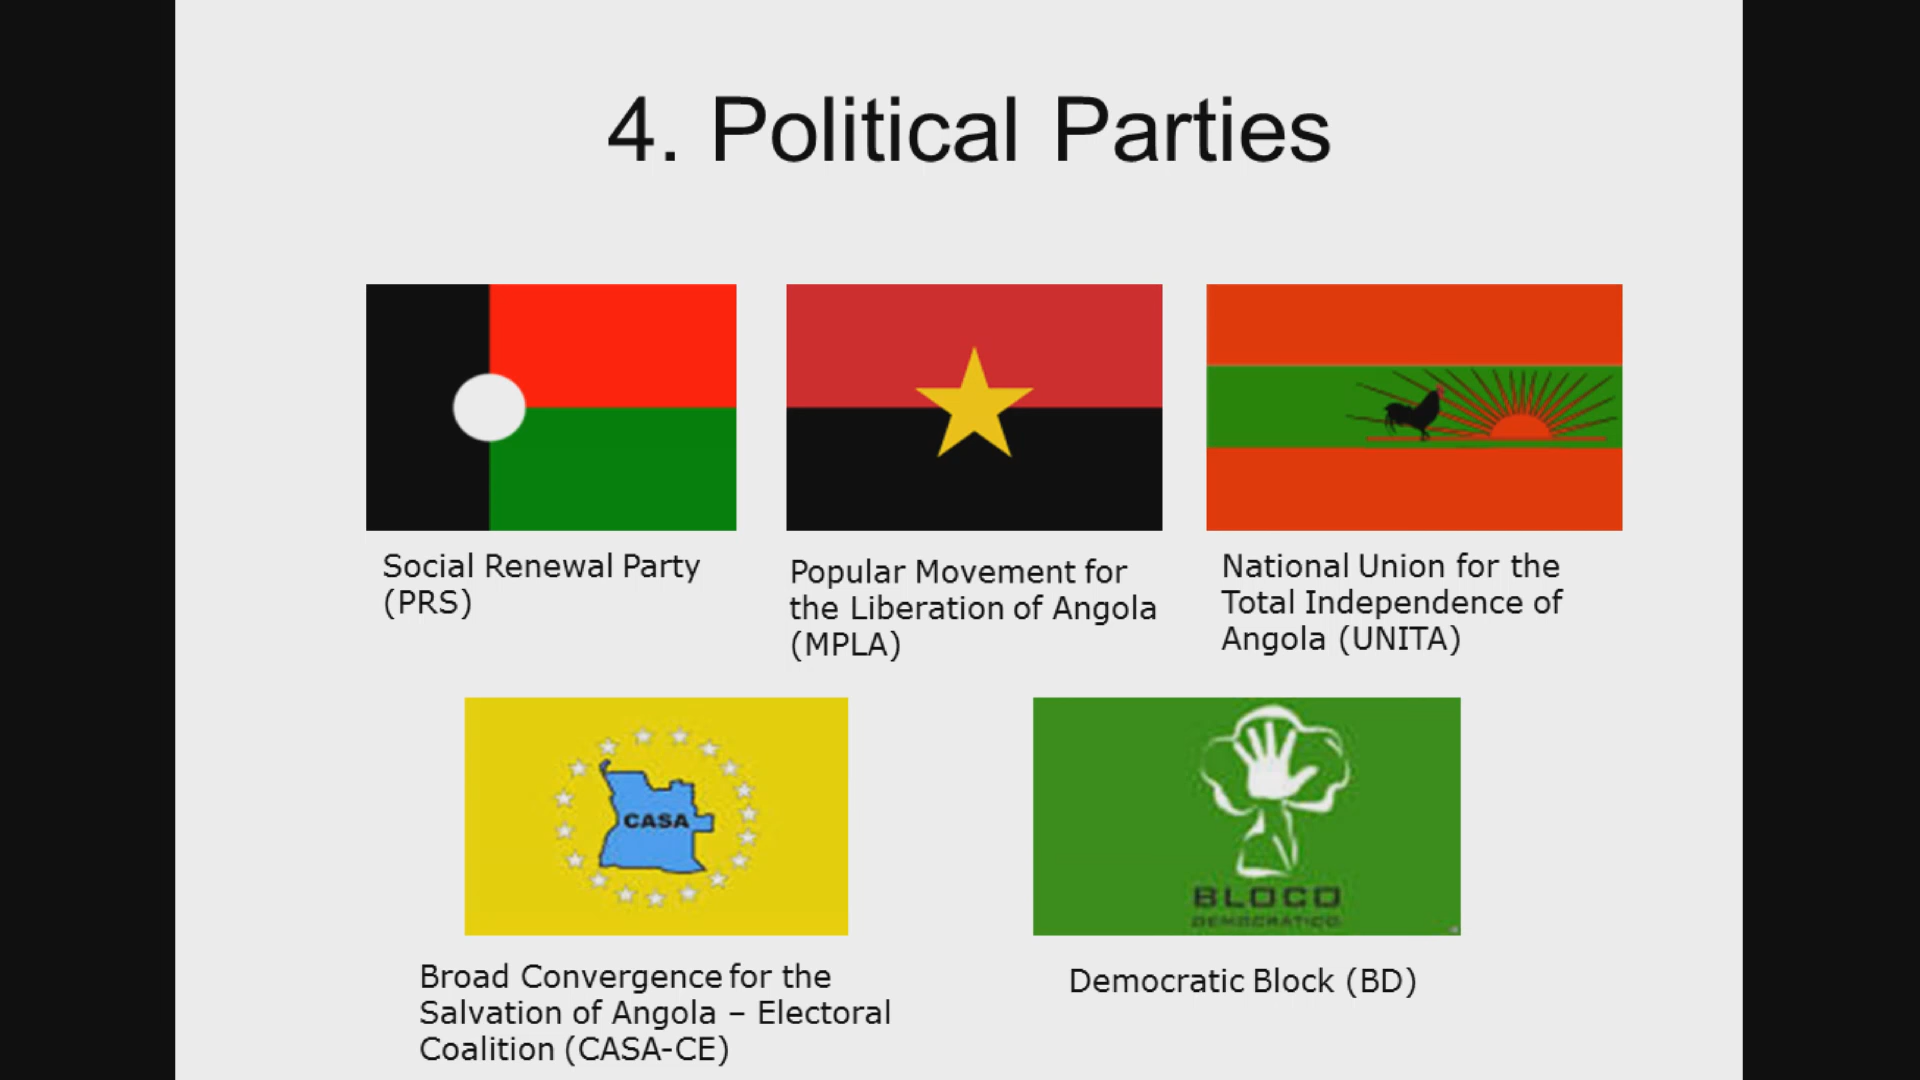 4. Political Parties
Social Renewal Party
(PRS)
Popular Movement for
the Liberation of Angola
(MPLA)
National Union for the
Total Independence of
Angola (UNITA)
CASA
BLOCO
DEMOCRÁTICO
Broad Convergence for the
Salvation of Angola – Electoral
Coalition (CASA-CE)
Democratic Block (BD)